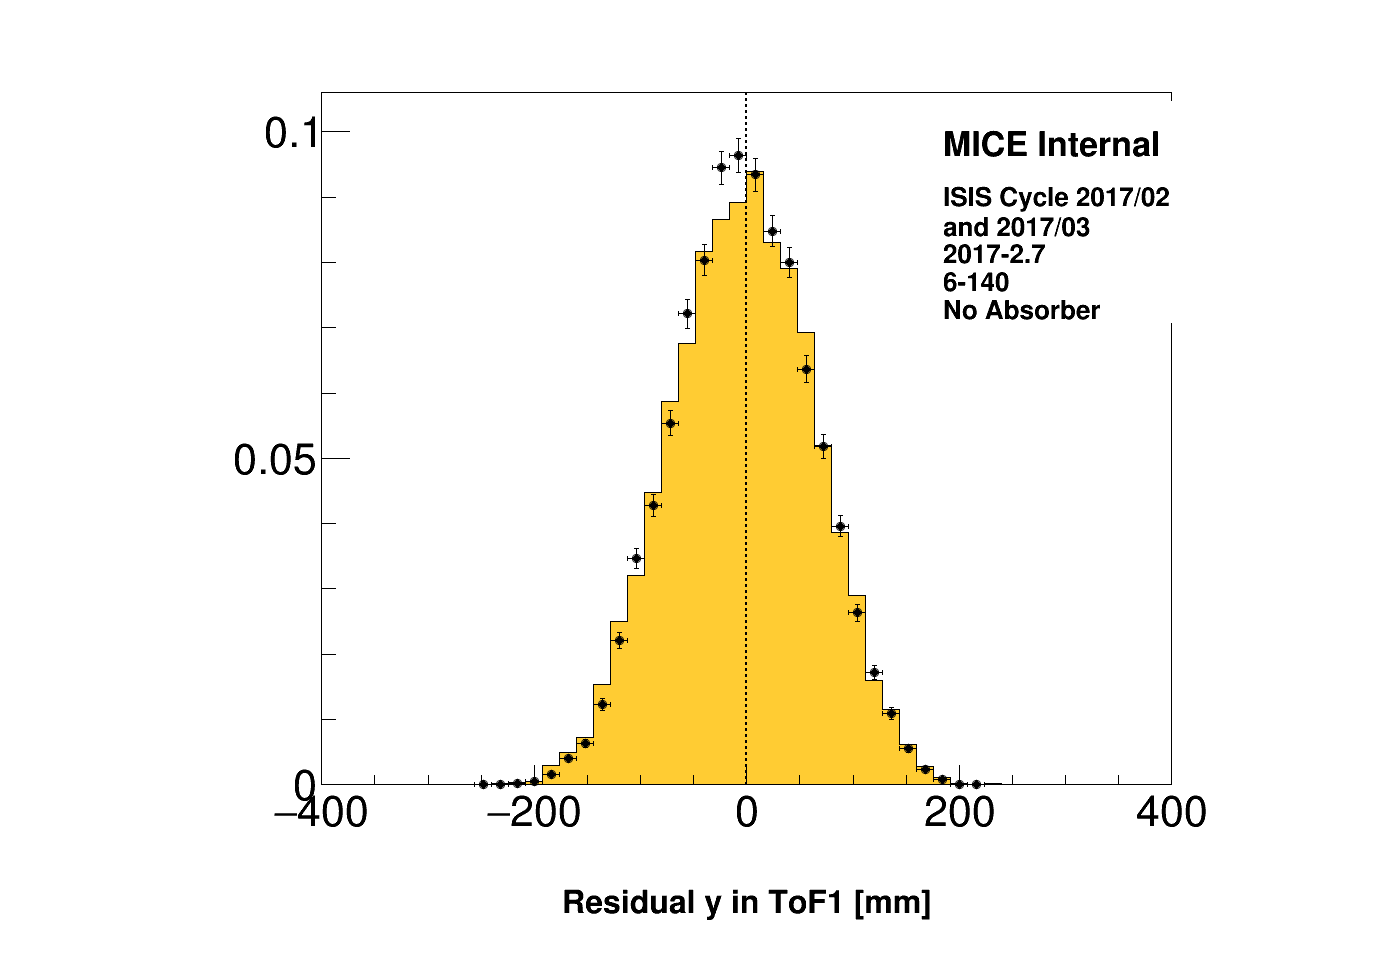 0.1
MICE Internal
ISIS Cycle 2017/02
and 2017/03
2017-2.7
6-140
No Absorber
0.05
0
−400 −200 0 200 400
Residual y in ToF1 [mm]